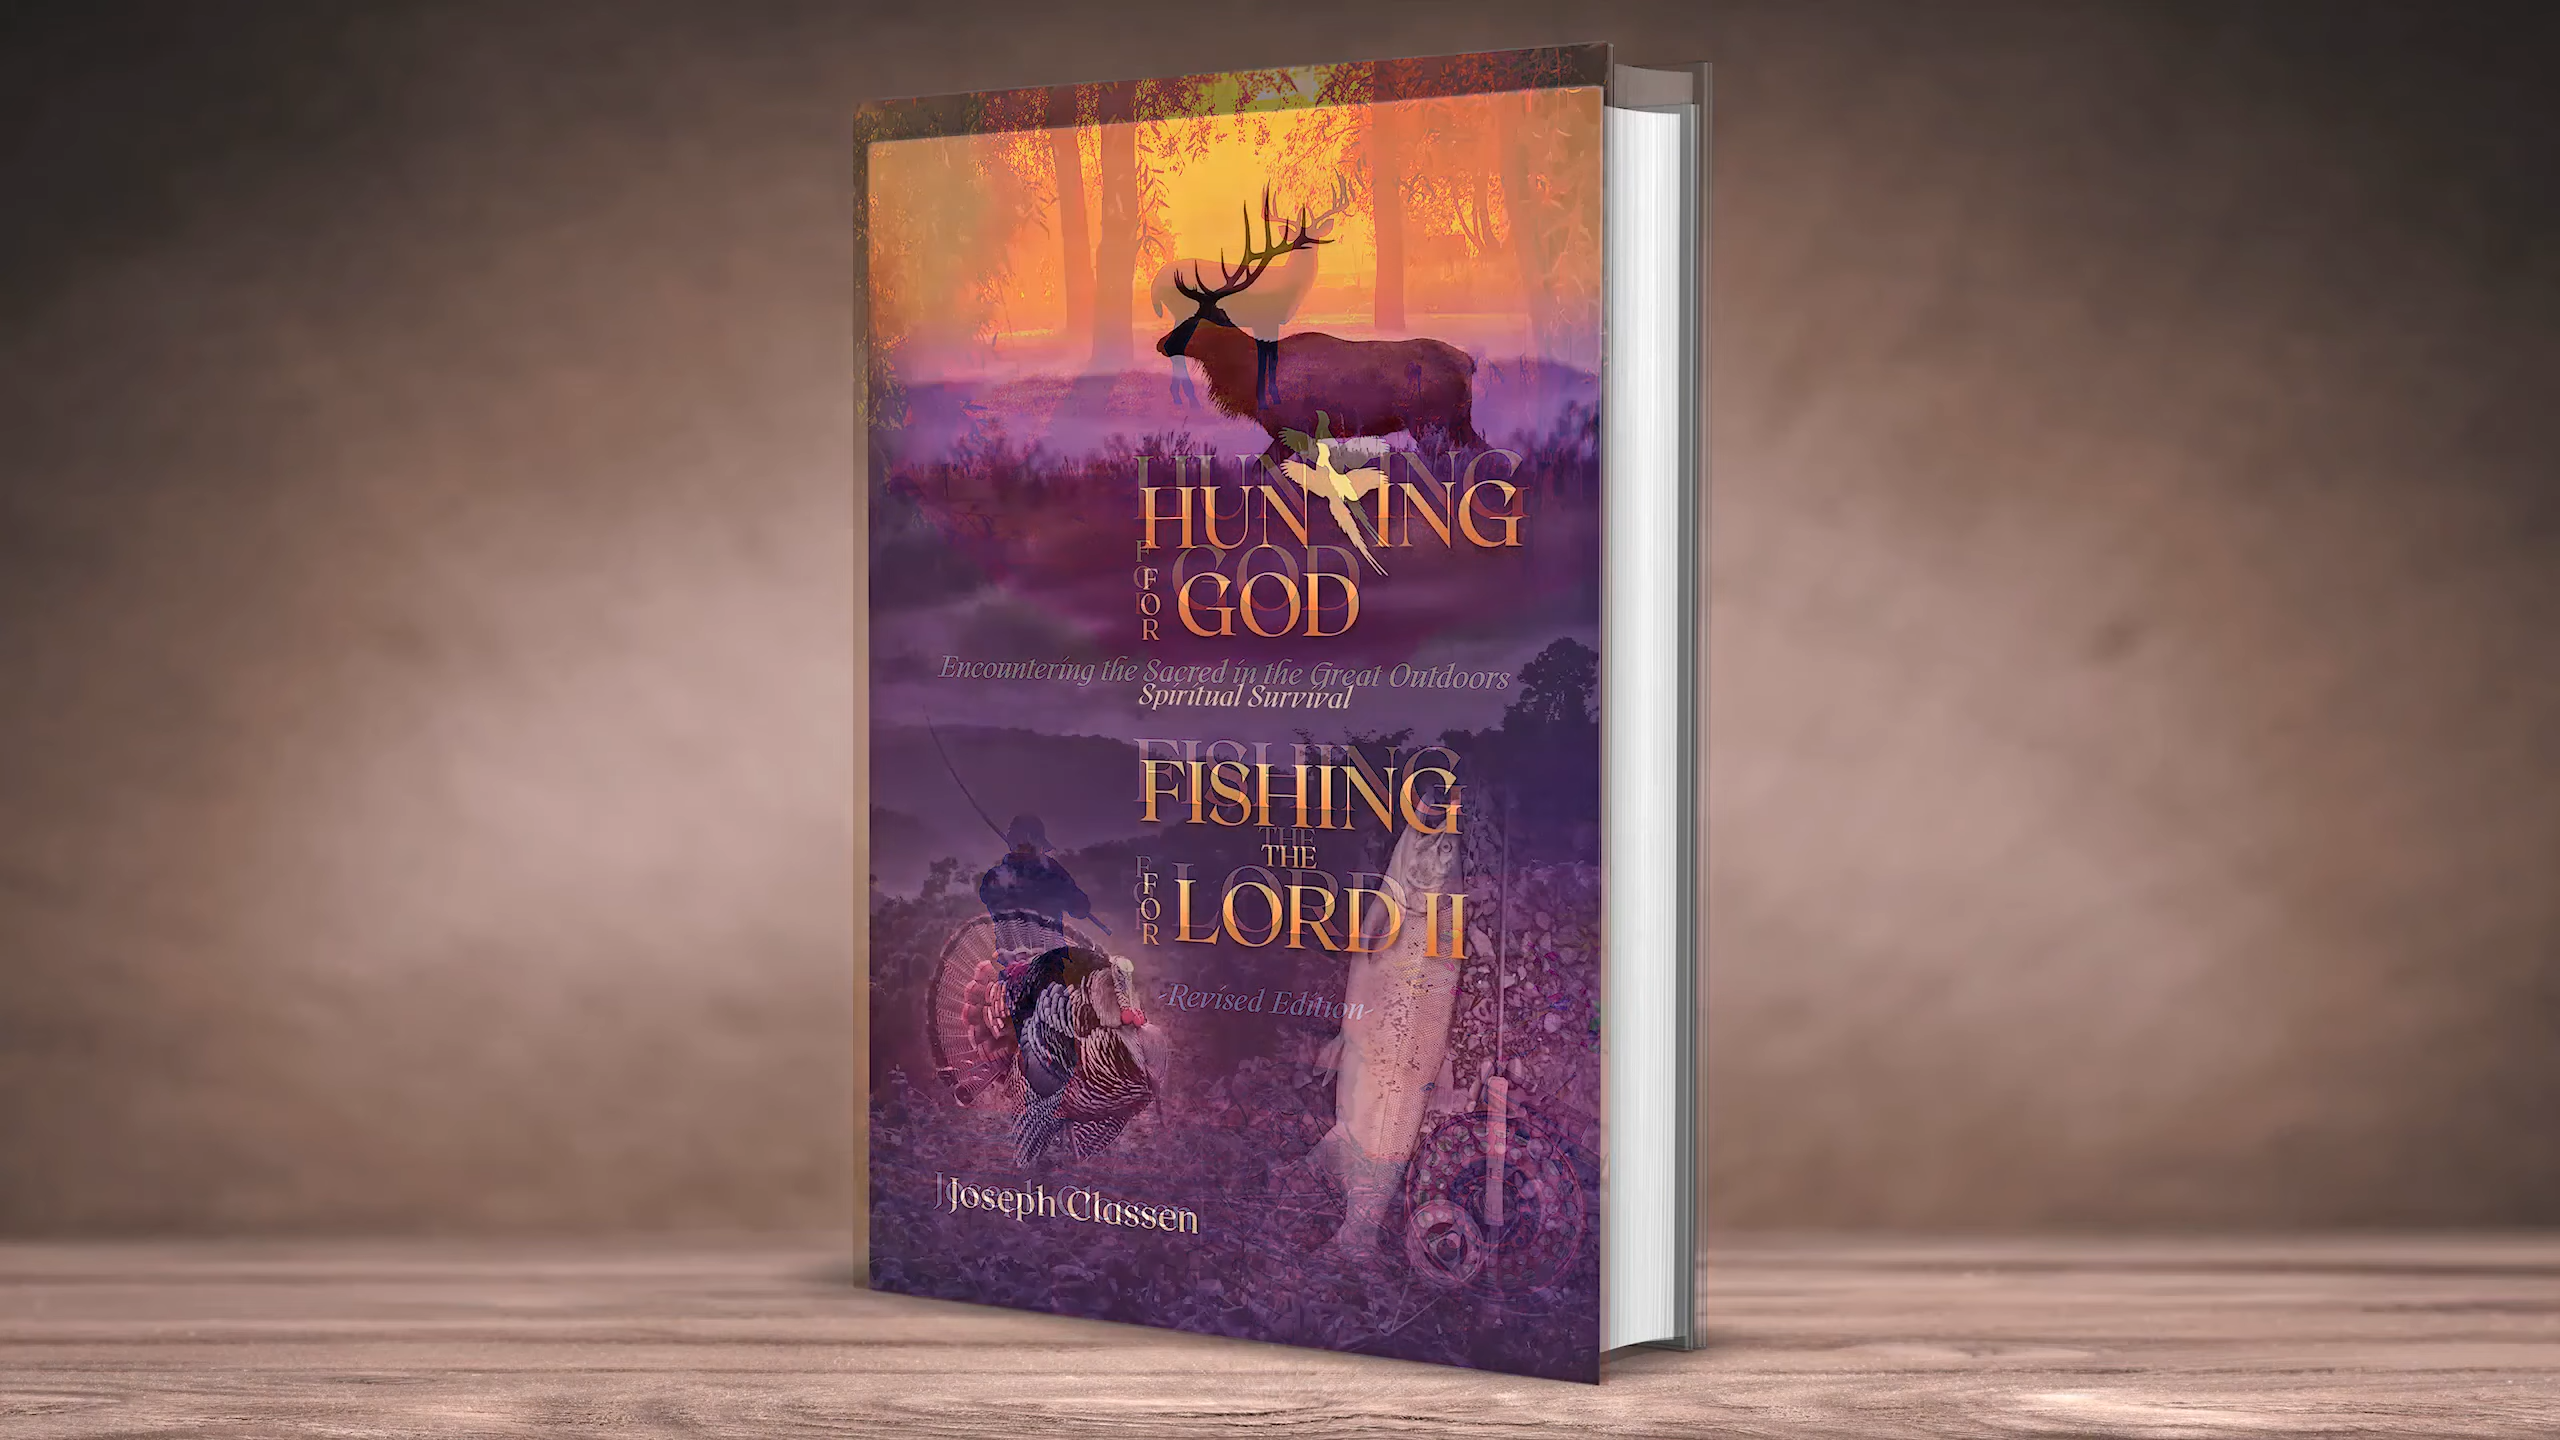 HUNTING
FOR GOD
Encountering the Sacred in the Great Outdoors
Spiritual Survival
FISHING
THE
FOR LORD II
-Revised Edition-
Joseph Classen